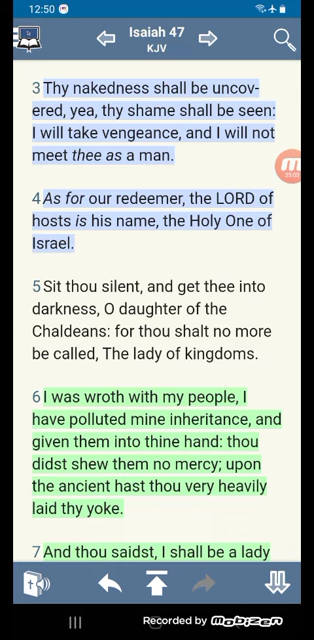 12:50
Isaiah 47
KJV
3 Thy nakedness shall be uncov-
ered, yea, thy shame shall be seen:
I will take vengeance, and I will not
meet thee as a man.
4 As for our redeemer, the LORD of
hosts is his name, the Holy One of
Israel.
5 Sit thou silent, and get thee into
darkness, O daughter of the
Chaldeans: for thou shalt no more
be called, The lady of kingdoms.
6 I was wroth with my people, I
have polluted mine inheritance, and
given them into thine hand: thou
didst shew them no mercy; upon
the ancient hast thou very heavily
laid thy yoke.
7 And thou saidst, I shall be a lady
Recorded by Mobizen